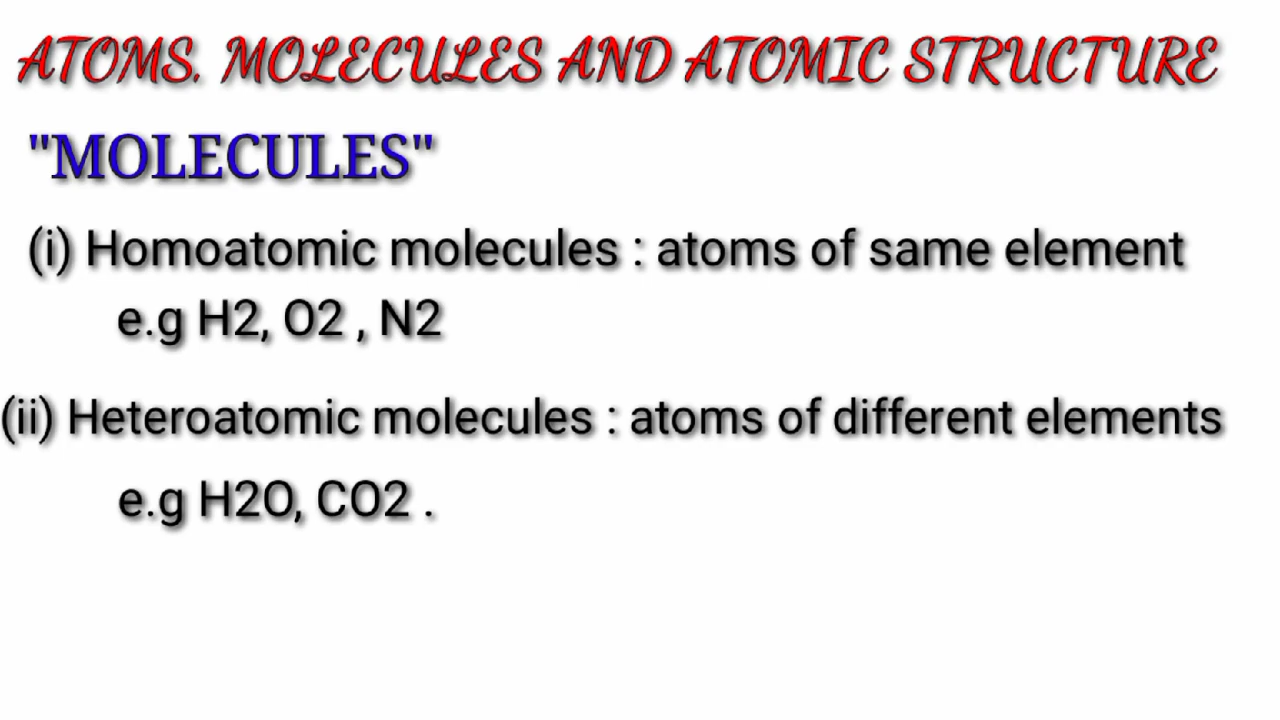 ATOMS. MOLECULES AND ATOMIC STRUCTURE
"MOLECULES"
(i) Homoatomic molecules : atoms of same element
e.g H2, O2 , N2
(ii) Heteroatomic molecules : atoms of different elements
e.g H2O, CO2 .